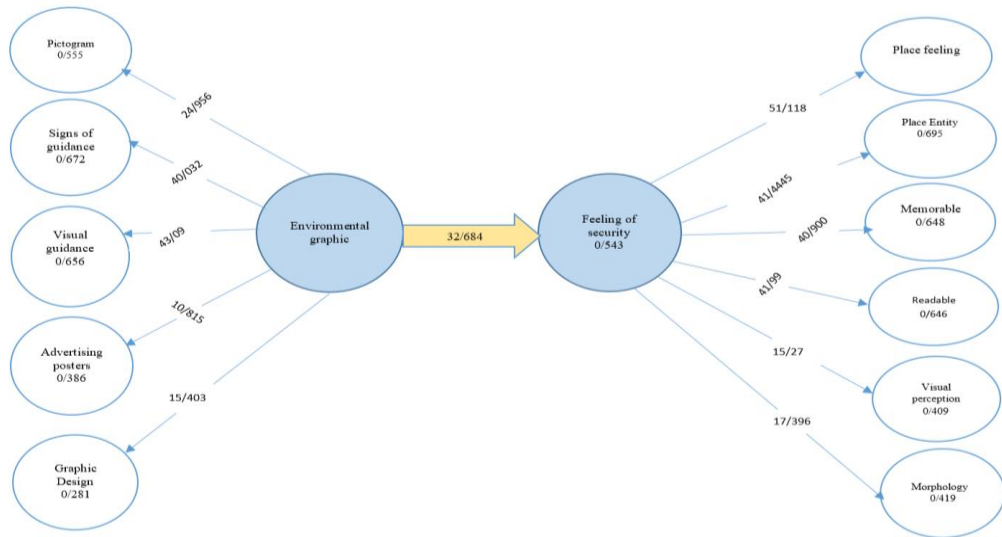 Pictogram
0/555
24/956
Signs of
guidance
0/672
40/032
Visual
guidance
0/656
43/09
Advertising
posters
0/386
10/815
Graphic
Design
0/281
15/403
Environmental
graphic
32/684
Feeling of
security
0/543
51/118
Place feeling
41/4445
Place Entity
0/695
40/900
Memorable
0/648
41/99
Readable
0/646
15/27
Visual
perception
0/409
17/396
Morphology
0/419